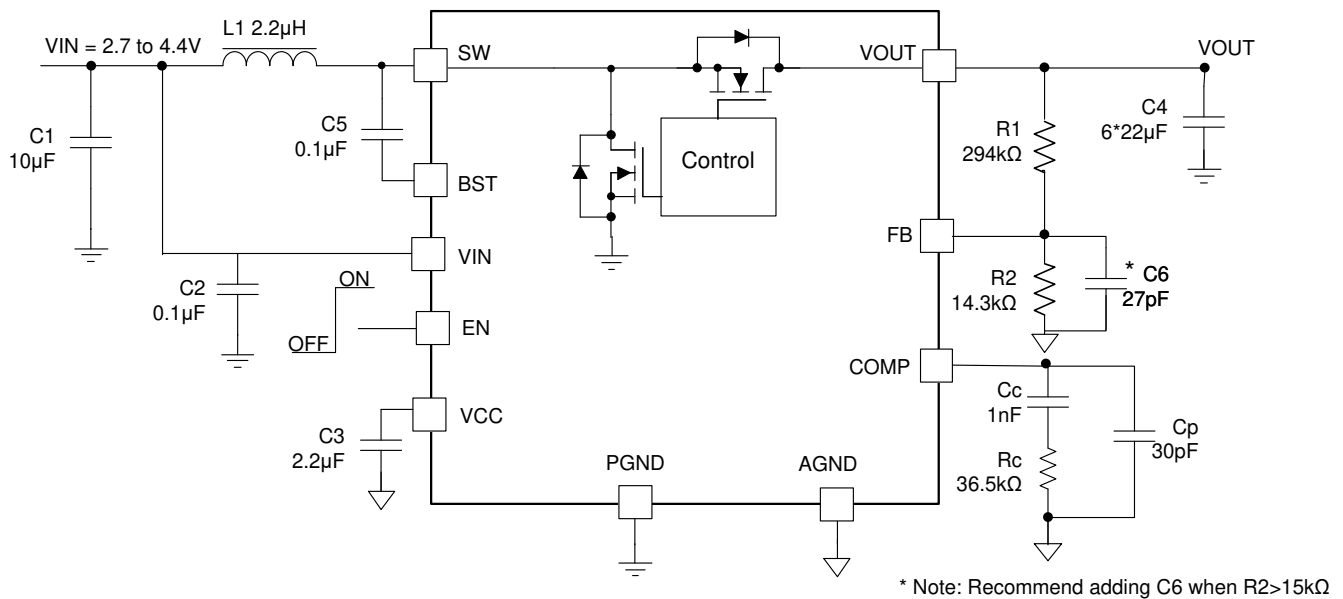 L1 2.2µH
VIN = 2.7 to 4.4V
SW
VOUT
VOUT
C1
10µF
C5
0.1µF
Control
R1
294kΩ
C4
6*22µF
BST
FB
VIN
C2
0.1µF
ON
OFF
EN
R2
14.3kΩ
* C6
27pF
COMP
VCC
C3
2.2µF
Cc
1nF
Cp
30pF
Rc
36.5kΩ
PGND
AGND
* Note: Recommend adding C6 when R2>15kΩ